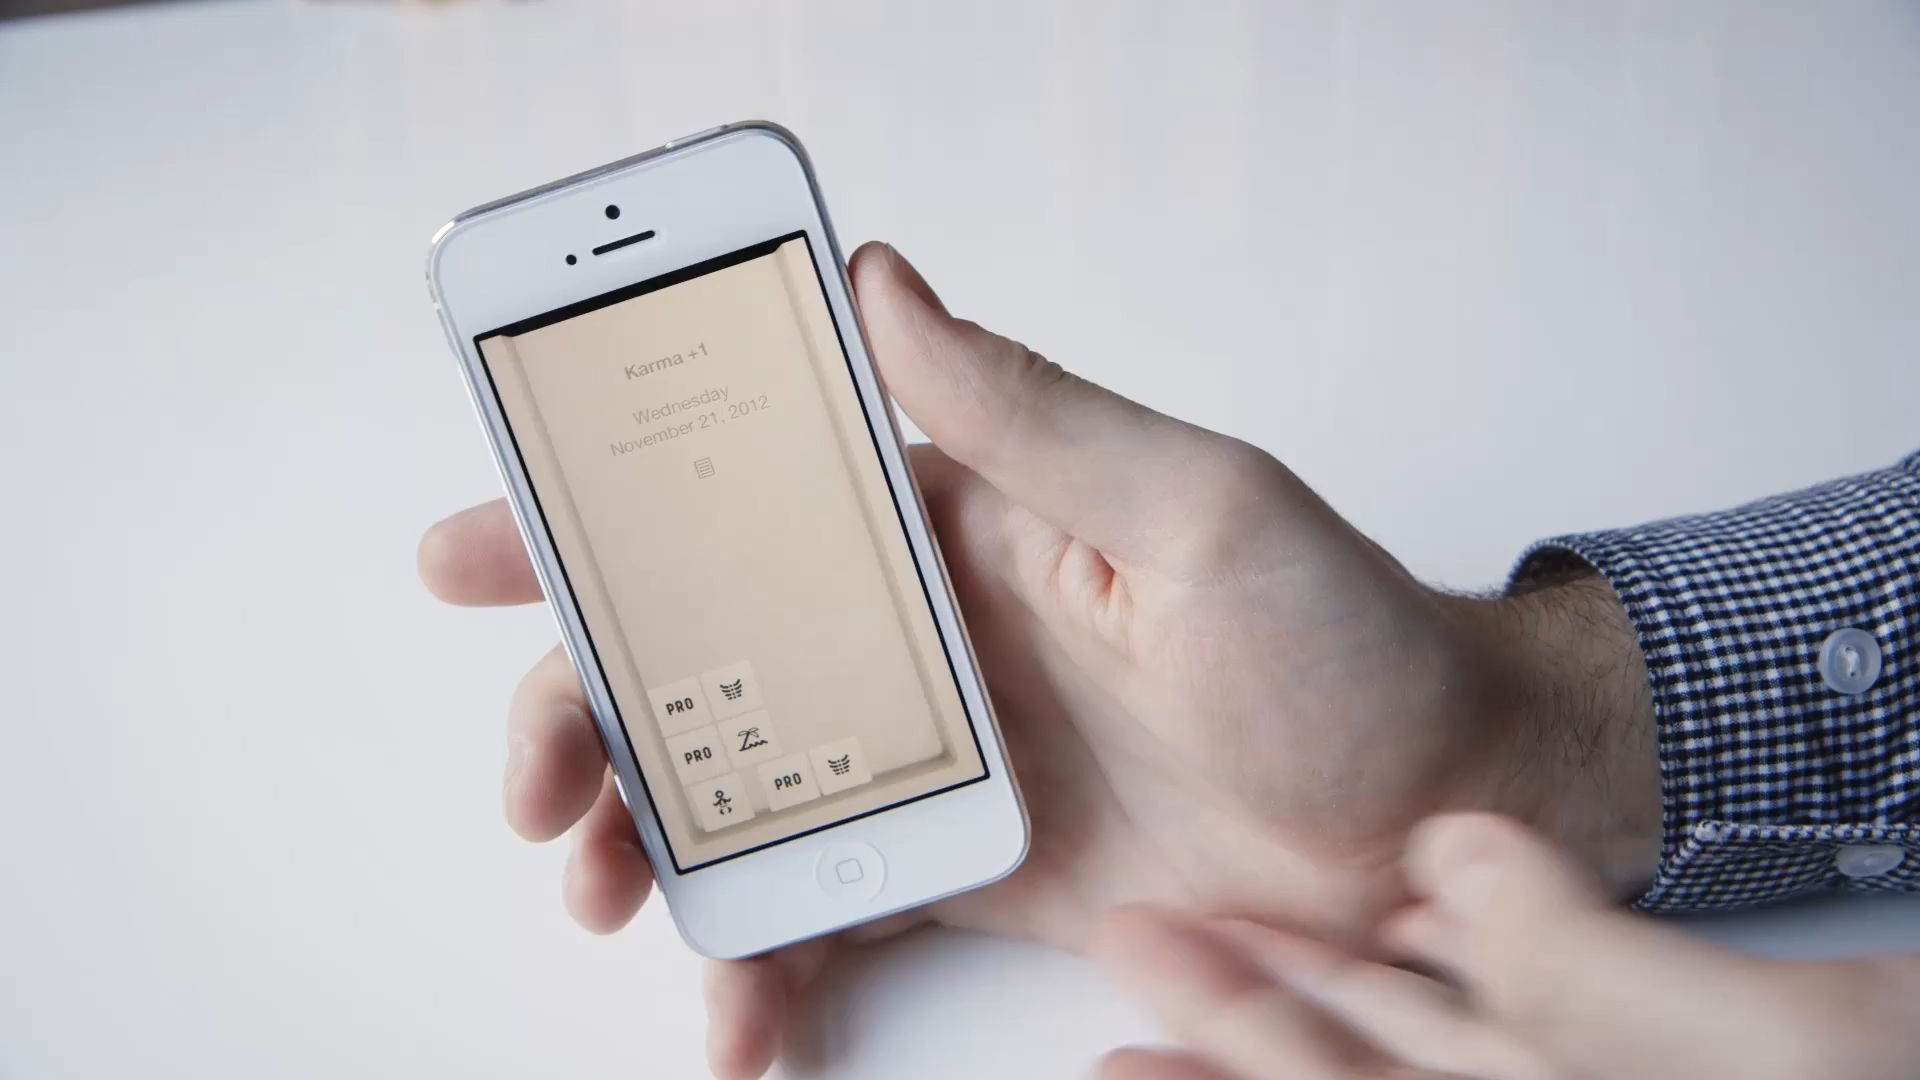 Karma +1
Wednesday
November 21, 2012
PRO
PRO
PRO